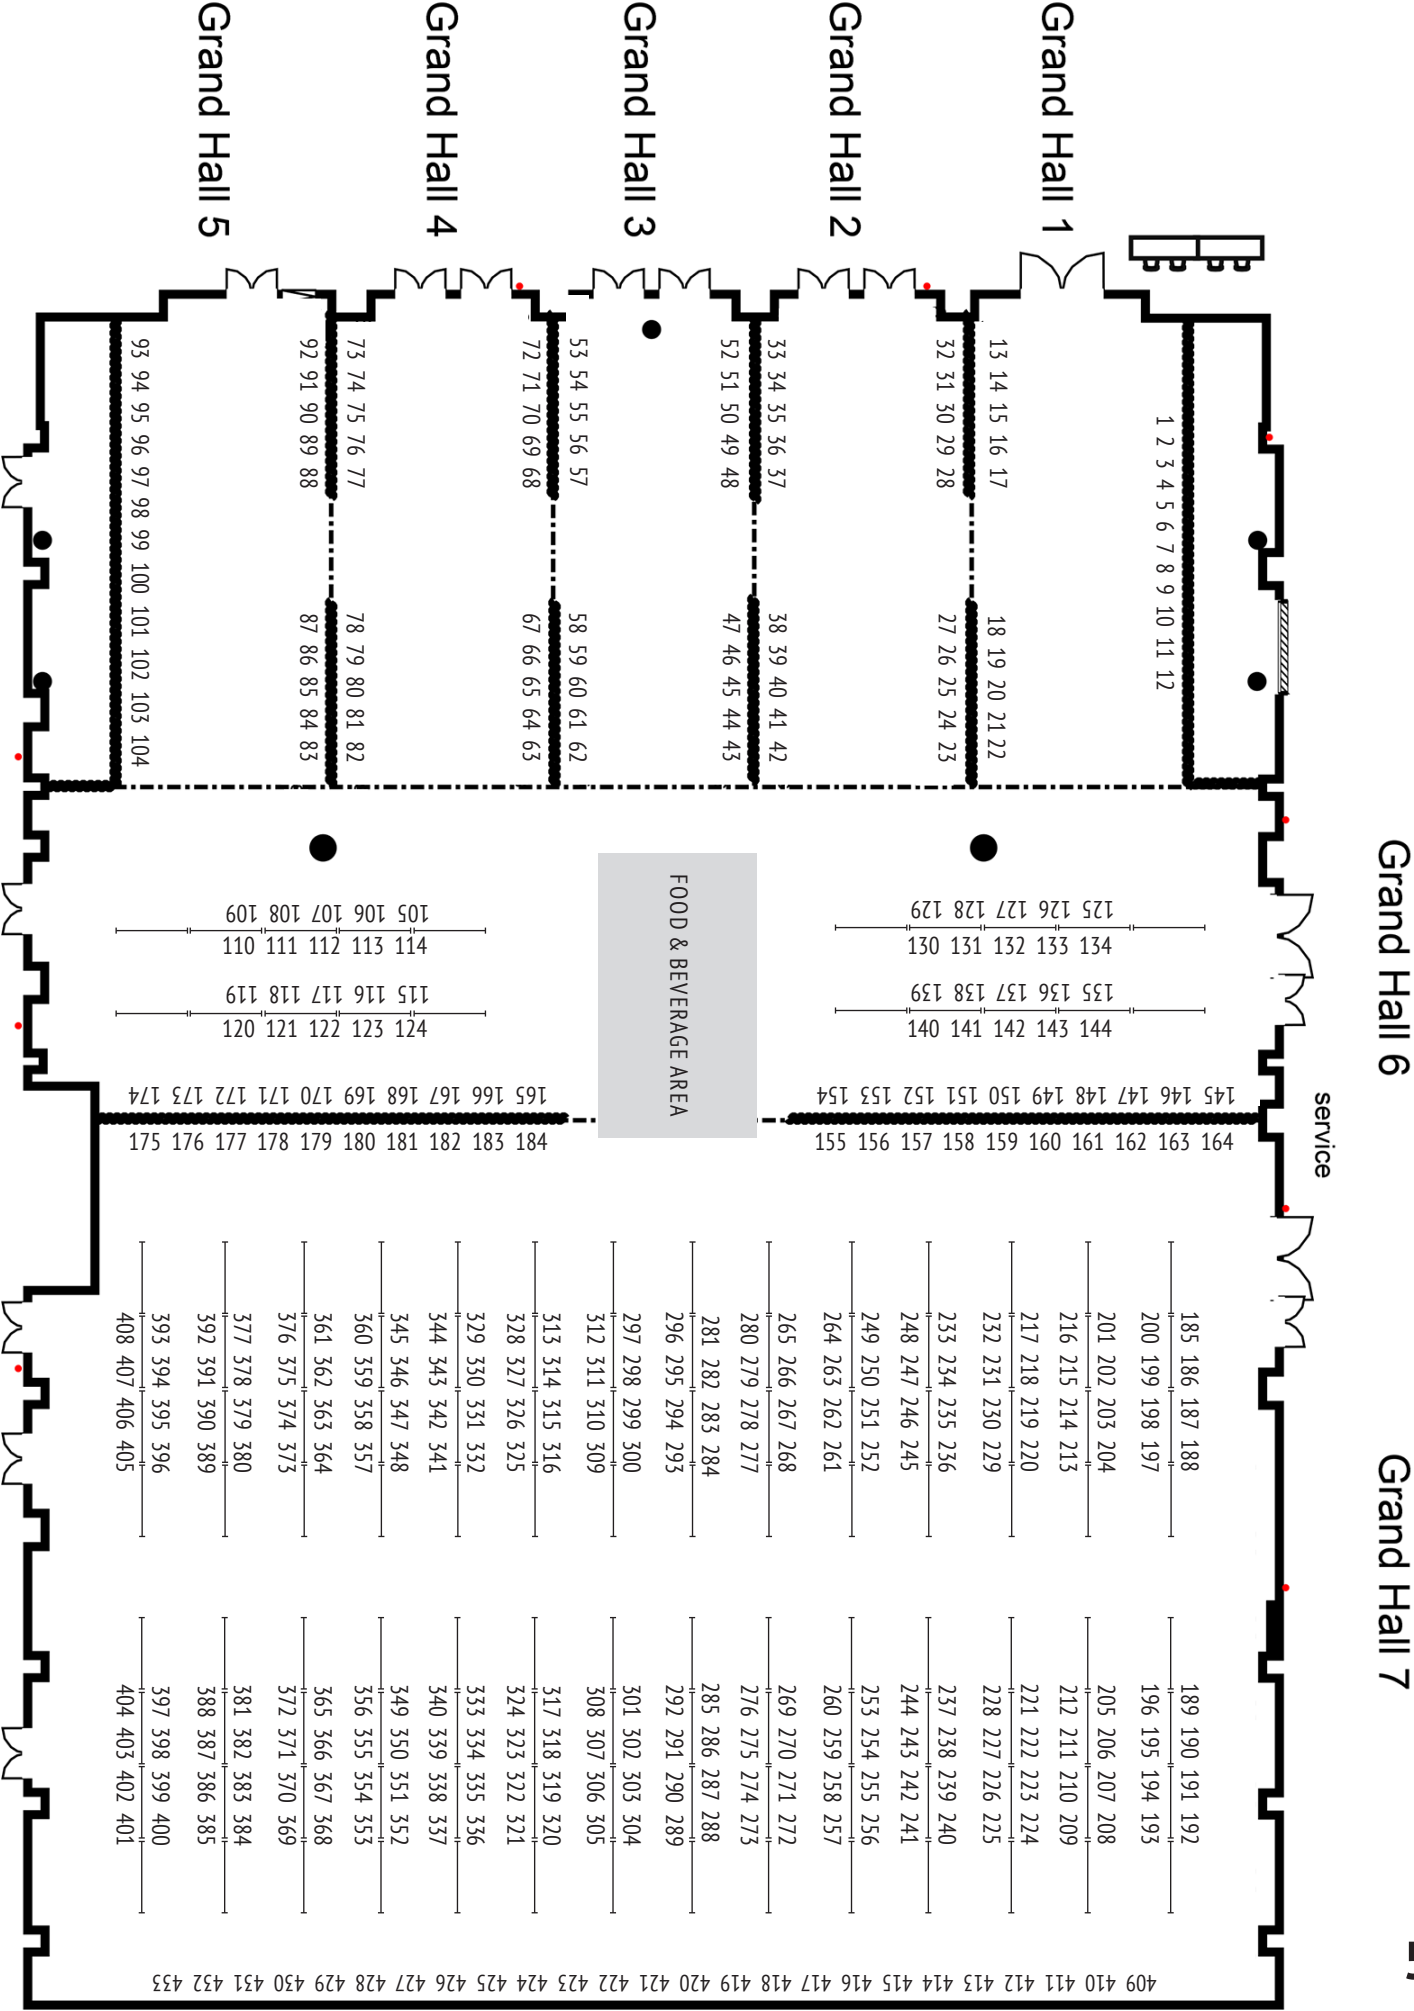 Grand Hall 5
Grand Hall 4
Grand Hall 3
Grand Hall 2
Grand Hall 1
Grand Hall 6
service
Grand Hall 7
1 2 3 4 5 6 7 8 9 10 11 12
13 14 15 16 17
18 19 20 21 22
32 31 30 29 28
27 26 25 24 23
33 34 35 36 37
38 39 40 41 42
52 51 50 49 48
47 46 45 44 43
53 54 55 56 57
58 59 60 61 62
72 71 70 69 68
67 66 65 64 63
73 74 75 76 77
78 79 80 81 82
92 91 90 89 88
87 86 85 84 83
93 94 95 96 97 98 99 100 101 102 103 104
FOOD & BEVERAGE AREA
105 106 107 108 109
110 111 112 113 114
115 116 117 118 119
120 121 122 123 124
125 126 127 128 129
130 131 132 133 134
135 136 137 138 139
140 141 142 143 144
145 146 147 148 149 150 151 152 153 154
155 156 157 158 159 160 161 162 163 164
165 166 167 168 169 170 171 172 173 174
175 176 177 178 179 180 181 182 183 184
185 186 187 188
189 190 191 192
200 199 198 197
196 195 194 193
201 202 203 204
205 206 207 208
216 215 214 213
212 211 210 209
217 218 219 220
221 222 223 224
232 231 230 229
228 227 226 225
233 234 235 236
237 238 239 240
248 247 246 245
244 243 242 241
249 250 251 252
253 254 255 256
264 263 262 261
260 259 258 257
265 266 267 268
269 270 271 272
280 279 278 277
276 275 274 273
281 282 283 284
285 286 287 288
296 295 294 293
292 291 290 289
297 298 299 300
301 302 303 304
312 311 310 309
308 307 306 305
313 314 315 316
317 318 319 320
328 327 326 325
324 323 322 321
329 330 331 332
333 334 335 336
344 343 342 341
340 339 338 337
345 346 347 348
349 350 351 352
360 359 358 357
356 355 354 353
361 362 363 364
365 366 367 368
376 375 374 373
372 371 370 369
377 378 379 380
381 382 383 384
392 391 390 389
388 387 386 385
393 394 395 396
397 398 399 400
408 407 406 405
404 403 402 401
409 410 411 412 413 414 415 416 417 418 419 420 421 422 423 424 425 426 427 428 429 430 431 432 433